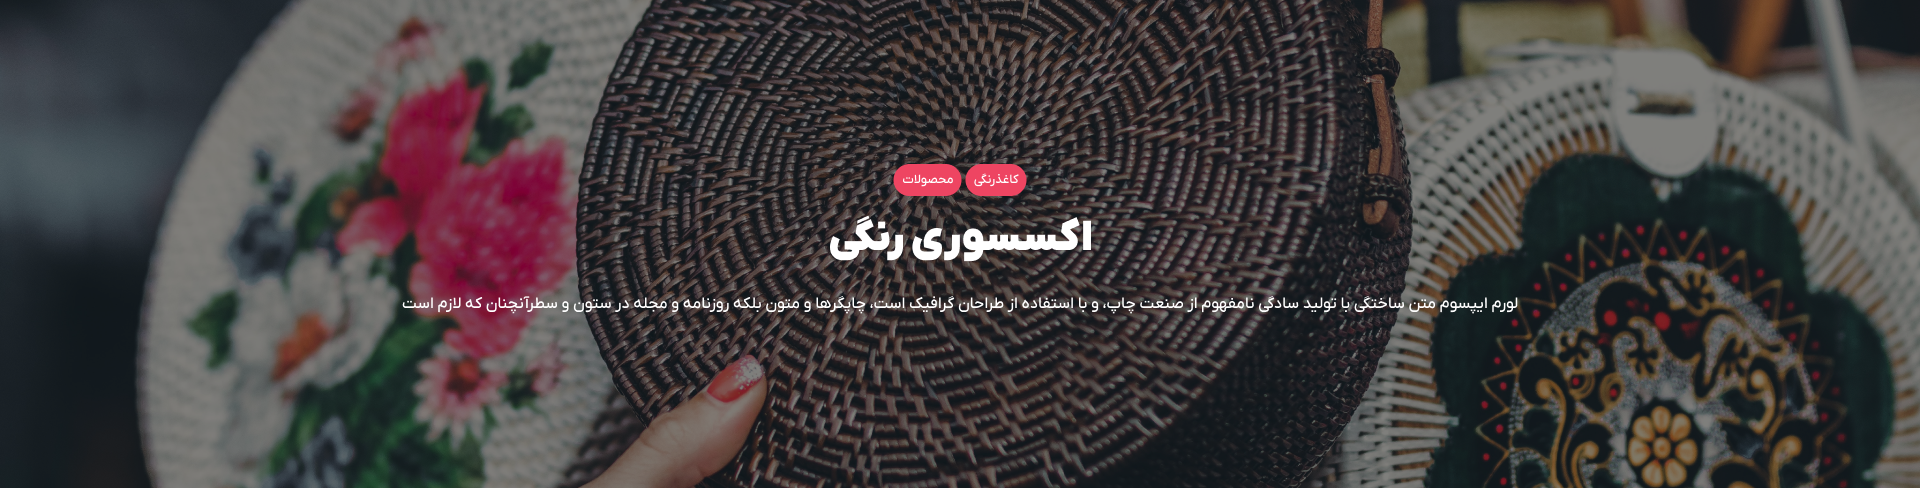 کاغذرنگی محصولات
اکسسوری رنگی
لورم ایپسوم متن ساختگی با تولید سادگی نامفهوم از صنعت چاپ، و با استفاده از طراحان گرافیک است، چاپگرها و متون بلکه روزنامه و مجله در ستون و سطرآنچنان که لازم است